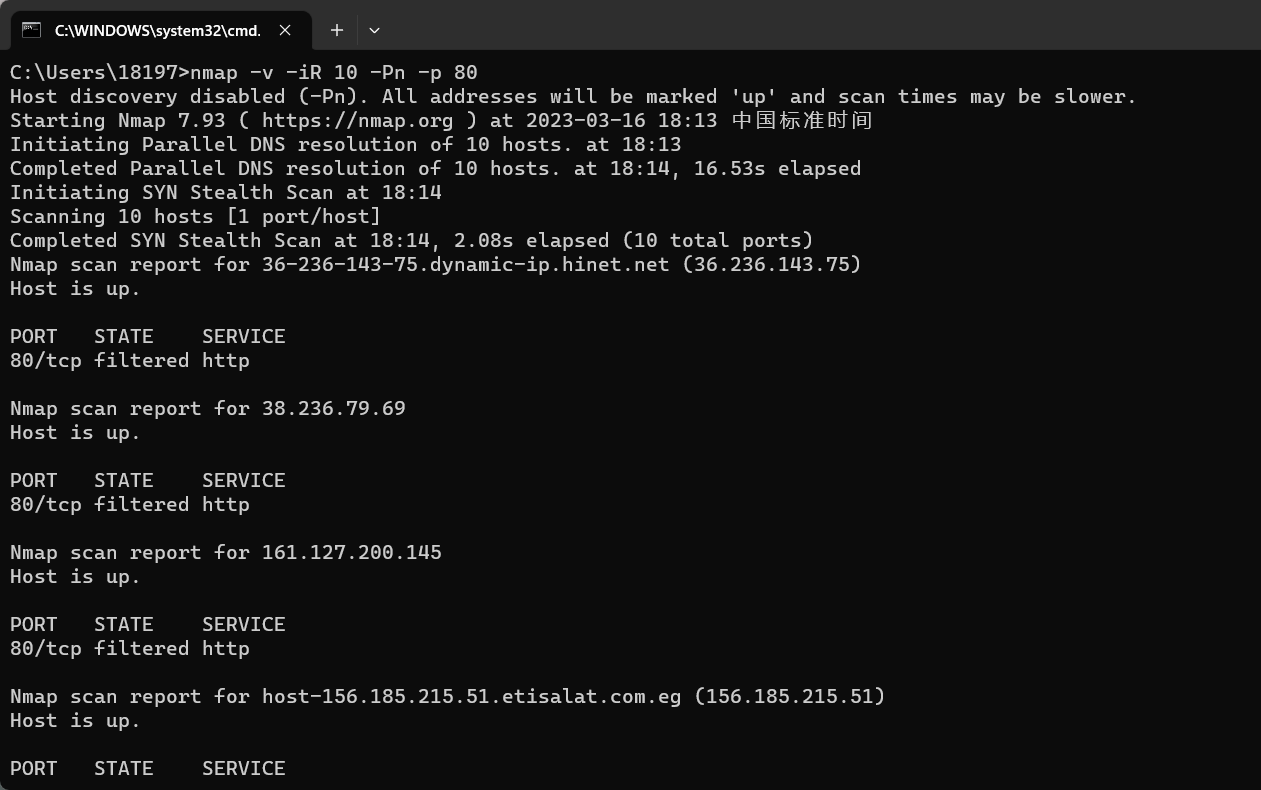 C:\WINDOWS\system32\cmd.
C:\Users\18197>nmap -v -iR 10 -Pn -p 80
Host discovery disabled (-Pn). All addresses will be marked 'up' and scan times may be slower.
Starting Nmap 7.93 ( https://nmap.org ) at 2023-03-16 18:13 中国标准时间
Initiating Parallel DNS resolution of 10 hosts. at 18:13
Completed Parallel DNS resolution of 10 hosts. at 18:14, 16.53s elapsed
Initiating SYN Stealth Scan at 18:14
Scanning 10 hosts [1 port/host]
Completed SYN Stealth Scan at 18:14, 2.08s elapsed (10 total ports)
Nmap scan report for 36-236-143-75.dynamic-ip.hinet.net (36.236.143.75)
Host is up.
PORT   STATE    SERVICE
80/tcp filtered http
Nmap scan report for 38.236.79.69
Host is up.
PORT   STATE    SERVICE
80/tcp filtered http
Nmap scan report for 161.127.200.145
Host is up.
PORT   STATE    SERVICE
80/tcp filtered http
Nmap scan report for host-156.185.215.51.etisalat.com.eg (156.185.215.51)
Host is up.
PORT   STATE    SERVICE